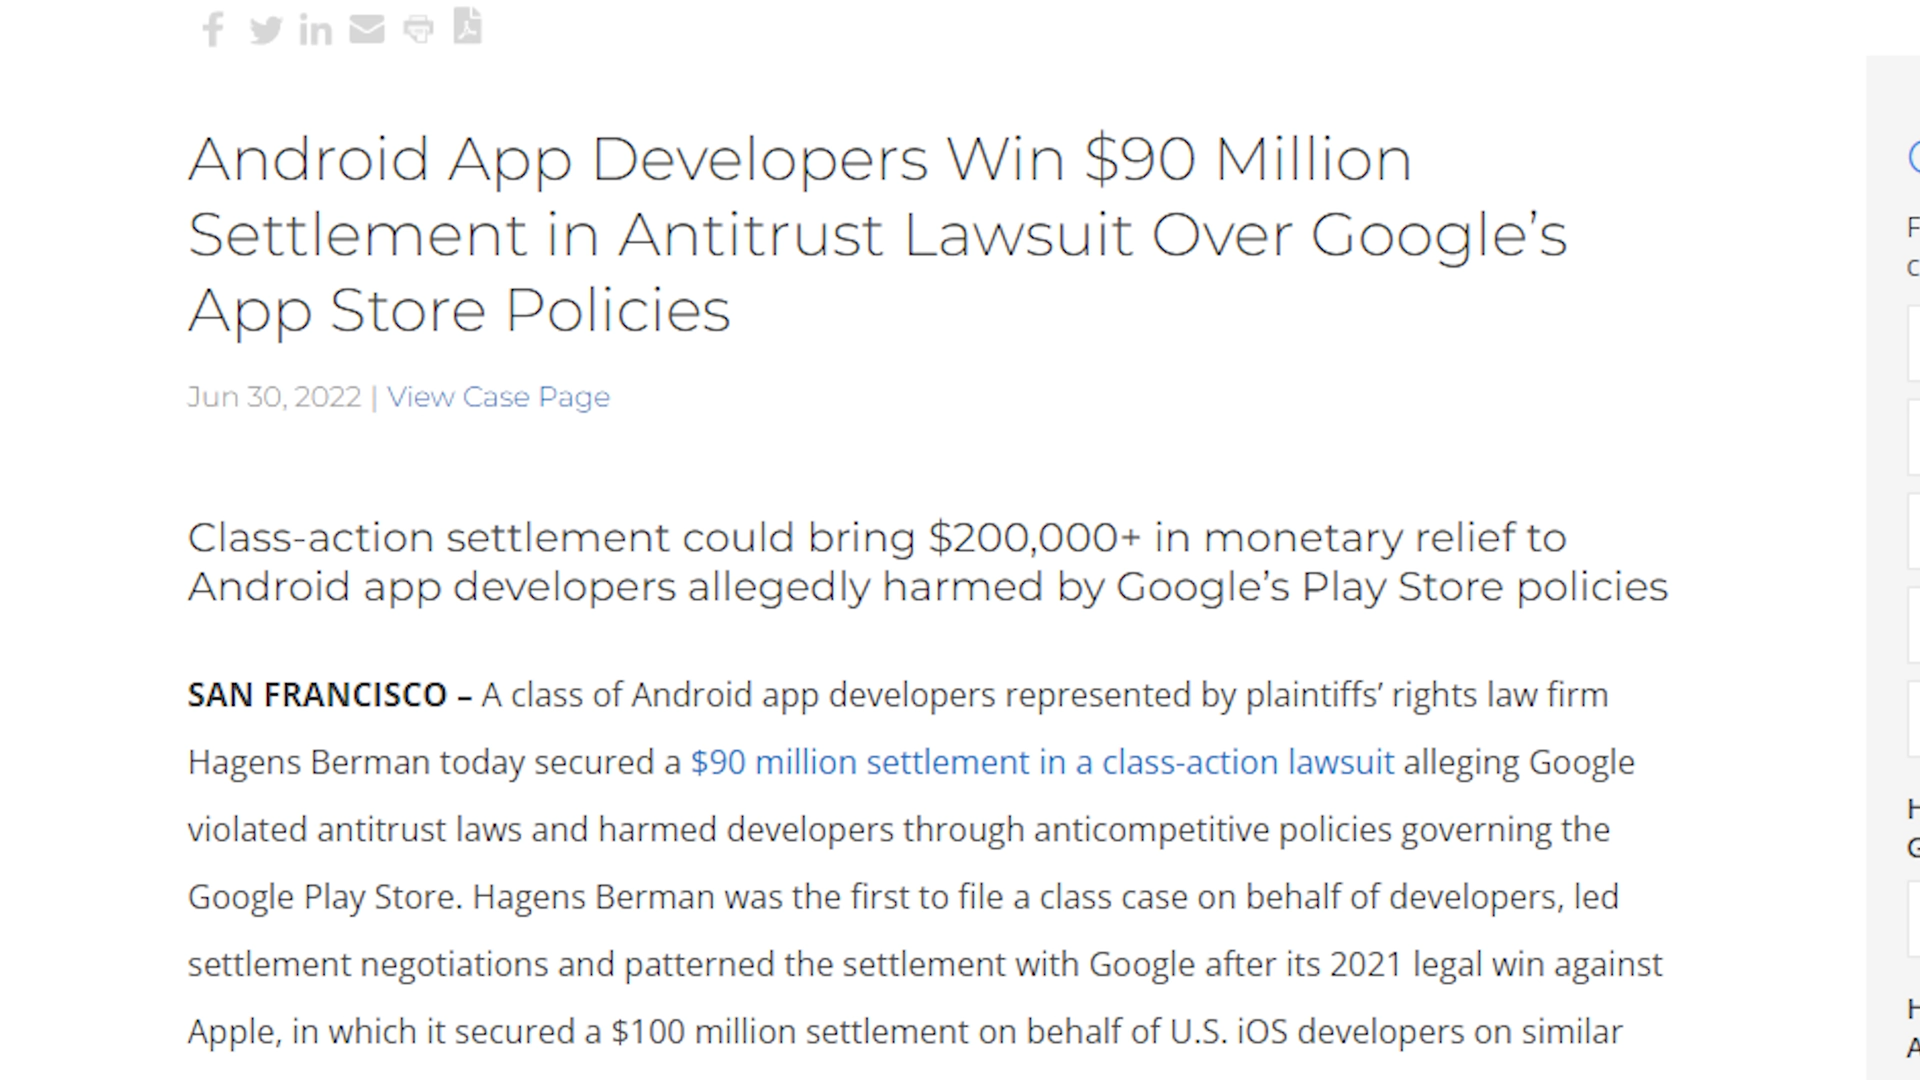 Android App Developers Win $90 Million
Settlement in Antitrust Lawsuit Over Google’s
App Store Policies
Jun 30, 2022 | View Case Page
Class-action settlement could bring $200,000+ in monetary relief to
Android app developers allegedly harmed by Google’s Play Store policies
SAN FRANCISCO – A class of Android app developers represented by plaintiffs’ rights law firm
Hagens Berman today secured a $90 million settlement in a class-action lawsuit alleging Google
violated antitrust laws and harmed developers through anticompetitive policies governing the
Google Play Store. Hagens Berman was the first to file a class case on behalf of developers, led
settlement negotiations and patterned the settlement with Google after its 2021 legal win against
Apple, in which it secured a $100 million settlement on behalf of U.S. iOS developers on similar